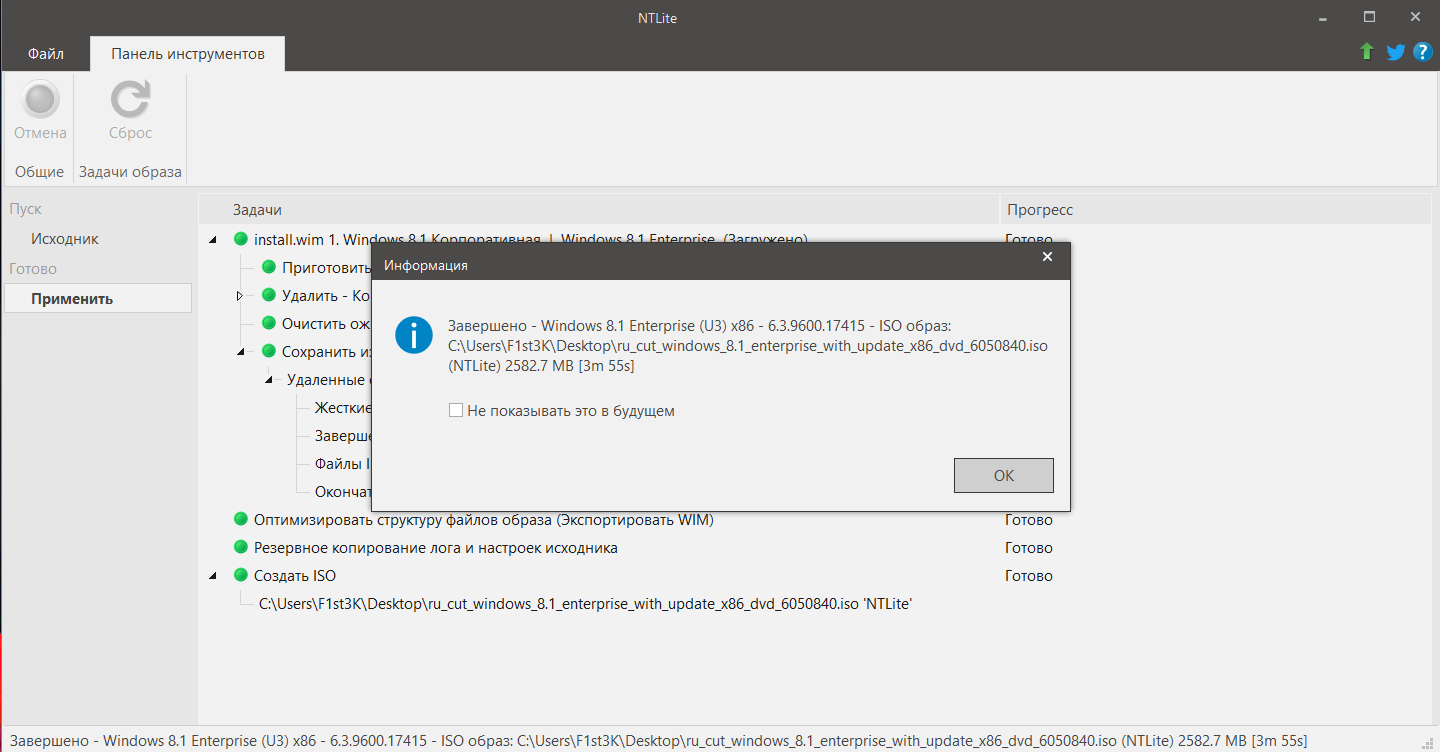 NTLite
Файл
Панель инструментов
Отмена
Сброс
Общие
Задачи образа
Пуск
Исходник
Готово
Применить
Задачи
Прогресс
install.wim 1. Windows 8.1 Корпоративная | Windows 8.1 Enterprise (Загружено)
Готово
Приготовить
Удалить - Ко
Очистить ож
Сохранить из
Удаленные
Жесткие
Заверше
Файлы I
Окончат
Информация
Завершено - Windows 8.1 Enterprise (U3) x86 - 6.3.9600.17415 - ISO образ:
C:\Users\F1st3K\Desktop\ru_cut_windows_8.1_enterprise_with_update_x86_dvd_6050840.iso
(NTLite) 2582.7 MB [3m 55s]
Не показывать это в будущем
OK
Оптимизировать структуру файлов образа (Экспортировать WIM)
Готово
Резервное копирование лога и настроек исходника
Готово
Создать ISO
Готово
C:\Users\F1st3K\Desktop\ru_cut_windows_8.1_enterprise_with_update_x86_dvd_6050840.iso 'NTLite'
Завершено - Windows 8.1 Enterprise (U3) x86 - 6.3.9600.17415 - ISO образ: C:\Users\F1st3K\Desktop\ru_cut_windows_8.1_enterprise_with_update_x86_dvd_6050840.iso (NTLite) 2582.7 MB [3m 55s]